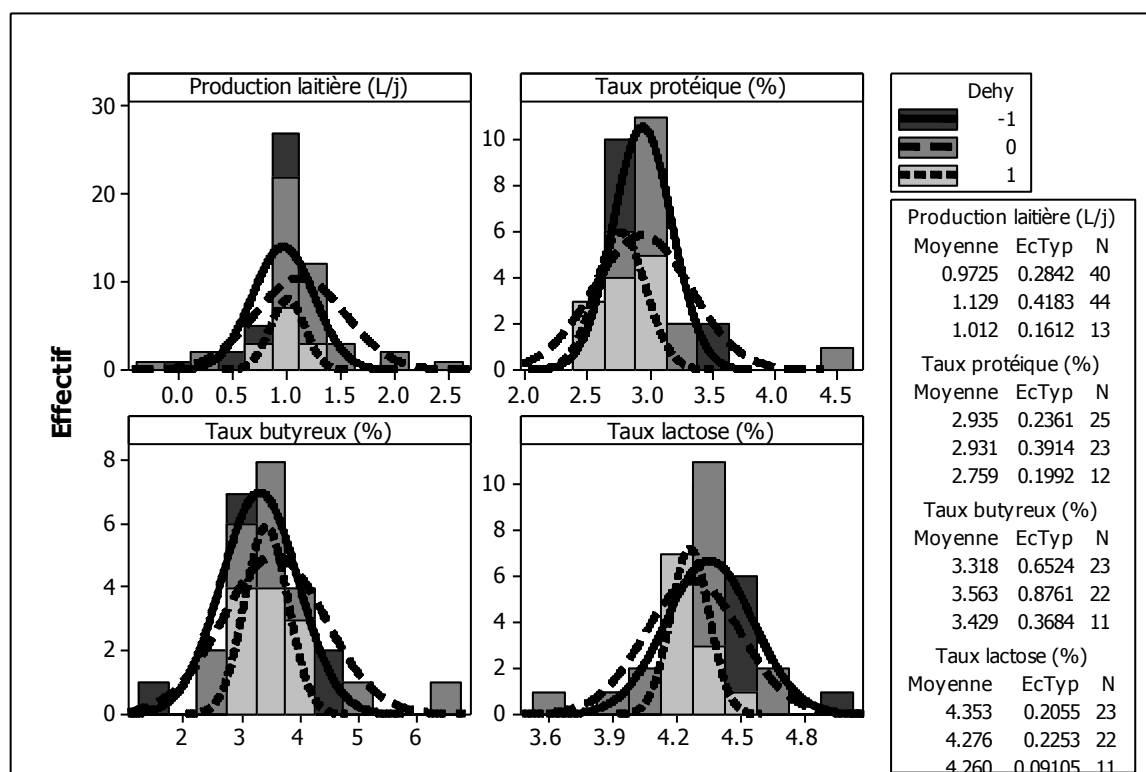 Effectif
Production laitière (L/j)
30
20
10
0
0.0 0.5 1.0 1.5 2.0 2.5
Taux protéique (%)
10
8
6
4
2
0
2.0 2.5 3.0 3.5 4.0 4.5
Taux butyreux (%)
8
6
4
2
0
2 3 4 5 6
Taux lactose (%)
10
8
6
4
2
0
3.6 3.9 4.2 4.5 4.8
Dehy
-1
0
1
Production laitière (L/j)
Moyenne EcTyp N
0.9725 0.2842 40
1.129 0.4183 44
1.012 0.1612 13
Taux protéique (%)
Moyenne EcTyp N
2.935 0.2361 25
2.931 0.3914 23
2.759 0.1992 12
Taux butyreux (%)
Moyenne EcTyp N
3.318 0.6524 23
3.563 0.8761 22
3.429 0.3684 11
Taux lactose (%)
Moyenne EcTyp N
4.353 0.2055 23
4.276 0.2253 22
4.260 0.09105 11